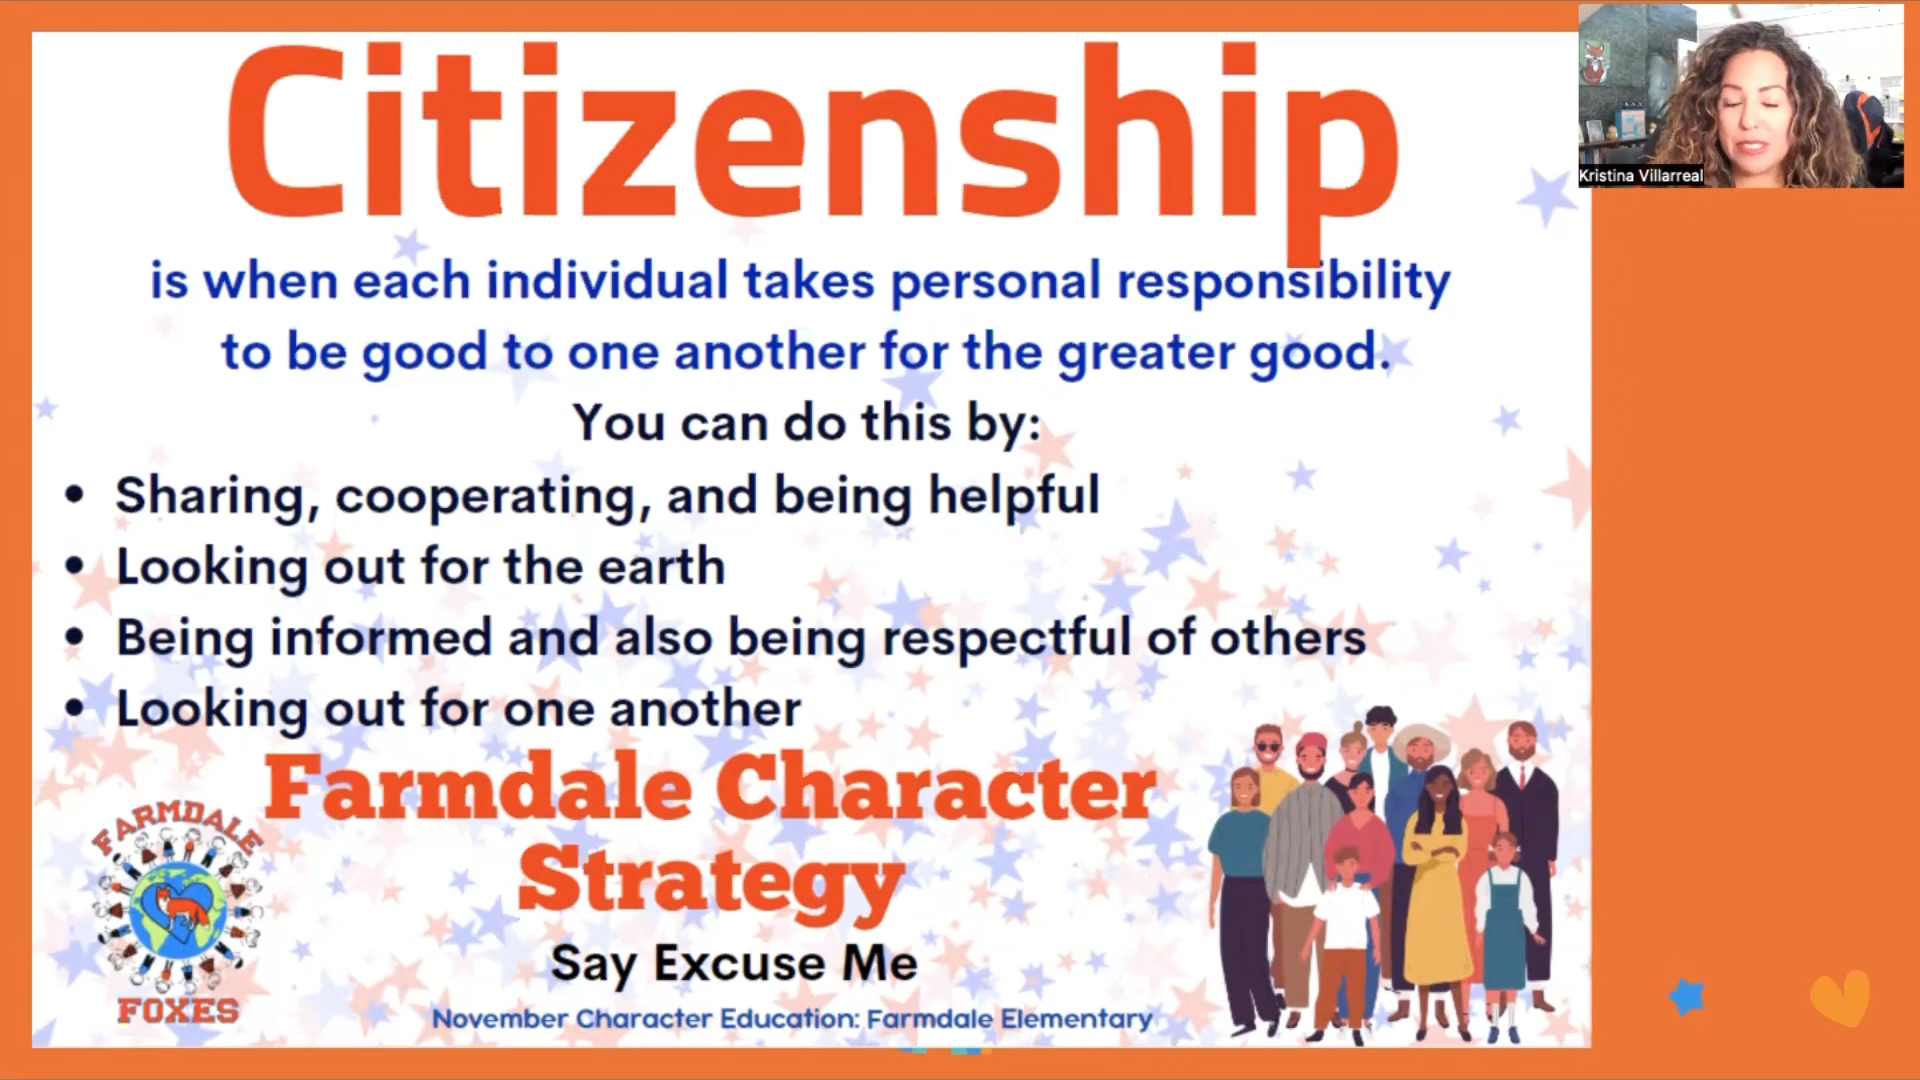 Citizenship
Kristina Villarreal
is when each individual takes personal responsibility
to be good to one another for the greater good.
You can do this by:
• Sharing, cooperating, and being helpful
• Looking out for the earth
• Being informed and also being respectful of others
• Looking out for one another
Farmdale Character
Strategy
Say Excuse Me
November Character Education: Farmdale Elementary
FARMDALE
FOXES